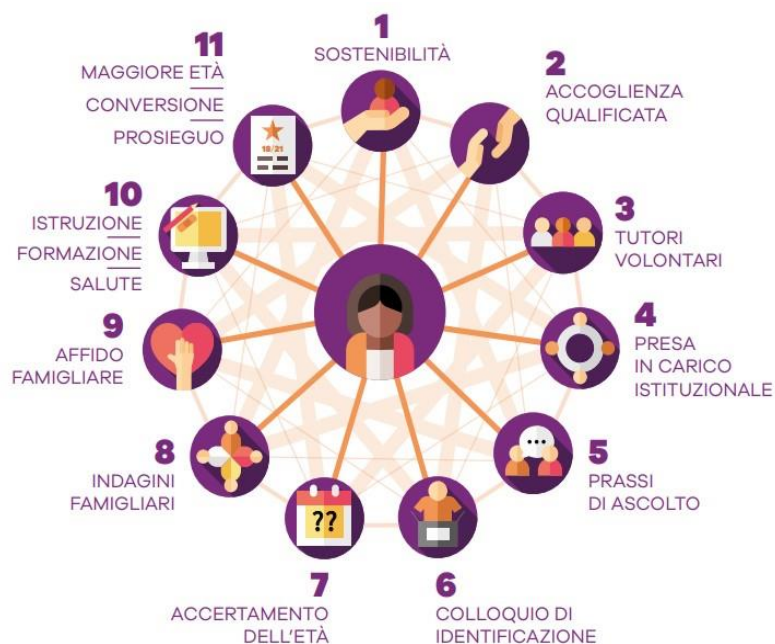 1
SOSTENIBILITÀ
2
ACCOGLIENZA
QUALIFICATA
3
TUTORI
VOLONTARI
4
PRESA
IN CARICO
ISTITUZIONALE
5
PRASSI
DI ASCOLTO
6
COLLOQUIO DI
IDENTIFICAZIONE
7
ACCERTAMENTO
DELL'ETÀ
??
8
INDAGINI
FAMIGLIARI
9
AFFIDO
FAMIGLIARE
10
ISTRUZIONE
FORMAZIONE
SALUTE
11
MAGGIORE ETÀ
CONVERSIONE
PROSIEGUO
18/21